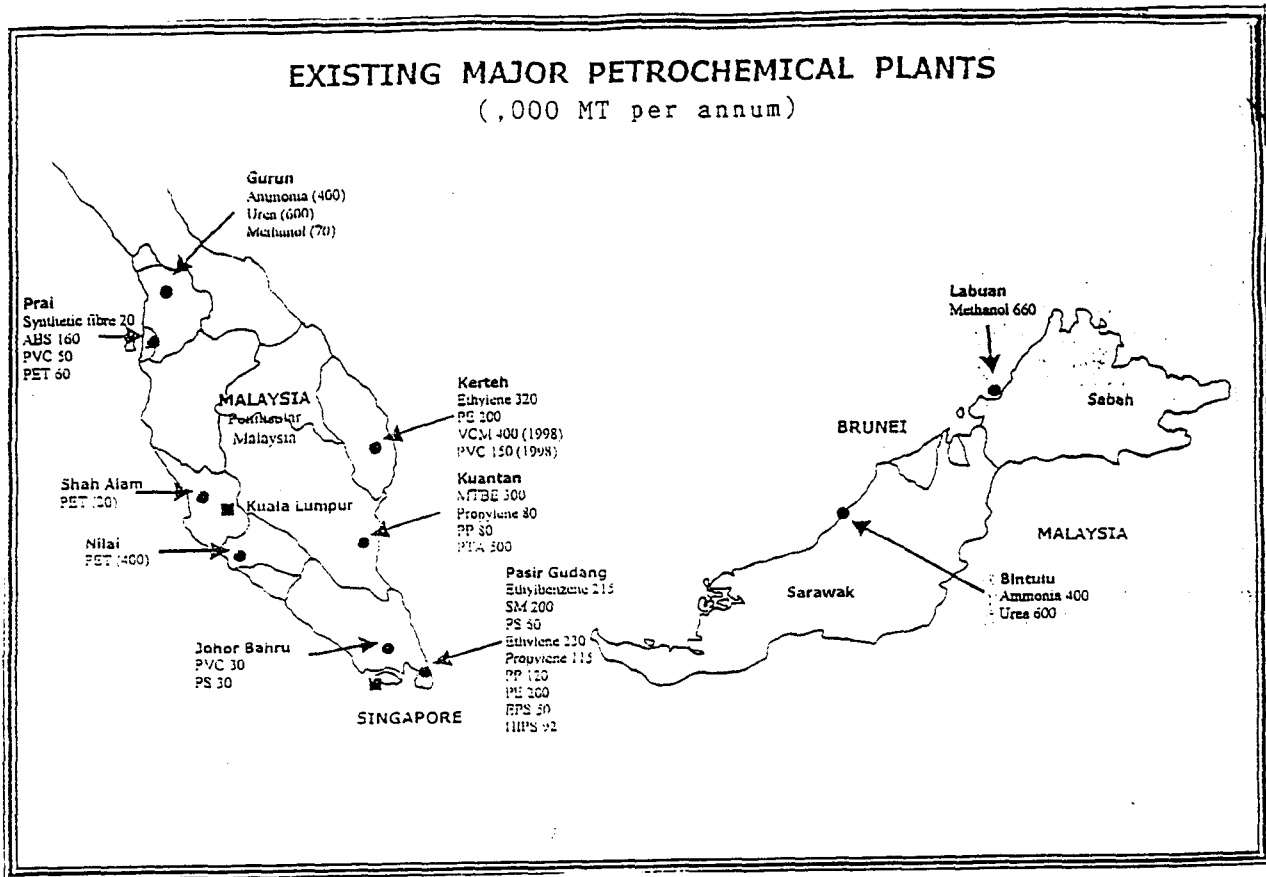 EXISTING MAJOR PETROCHEMICAL PLANTS
(,000 MT per annum)
Gurun
Ammonia (400)
Urea (600)
Methanol (70)
Prai
Synthetic fibre 20
ABS 160
PVC 50
PET 60
MALAYSIA
Peninsular
Malaysia
Kerteh
Ethylene 320
PE 200
VCM 400 (1998)
PVC 150 (1998)
Kuantan
MTBE 300
Propylene 80
PP 80
PTA 500
Shah Alam
PET (20)
Kuala Lumpur
Nilai
PET (400)
Johor Bahru
PVC 30
PS 30
SINGAPORE
Pasir Gudang
Ethylbenzene 215
SM 200
PS 60
Ethylene 230
Propylene 115
PP 120
PE 200
EPS 50
HIPS 92
Labuan
Methanol 660
BRUNEI
Sabah
MALAYSIA
Sarawak
Bintulu
Ammonia 400
Urea 600